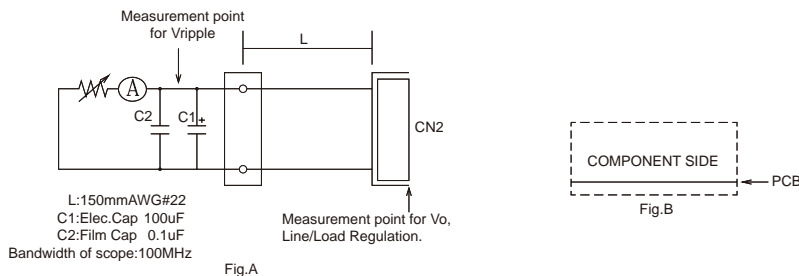 Measurement point
for Vripple
L
A
C2
C1
+
CN2
L:150mmAWG#22
C1:Elec.Cap 100uF
C2:Film Cap 0.1uF
Bandwidth of scope:100MHz
Measurement point for Vo,
Line/Load Regulation.
Fig.A
COMPONENT SIDE
PCB
Fig.B